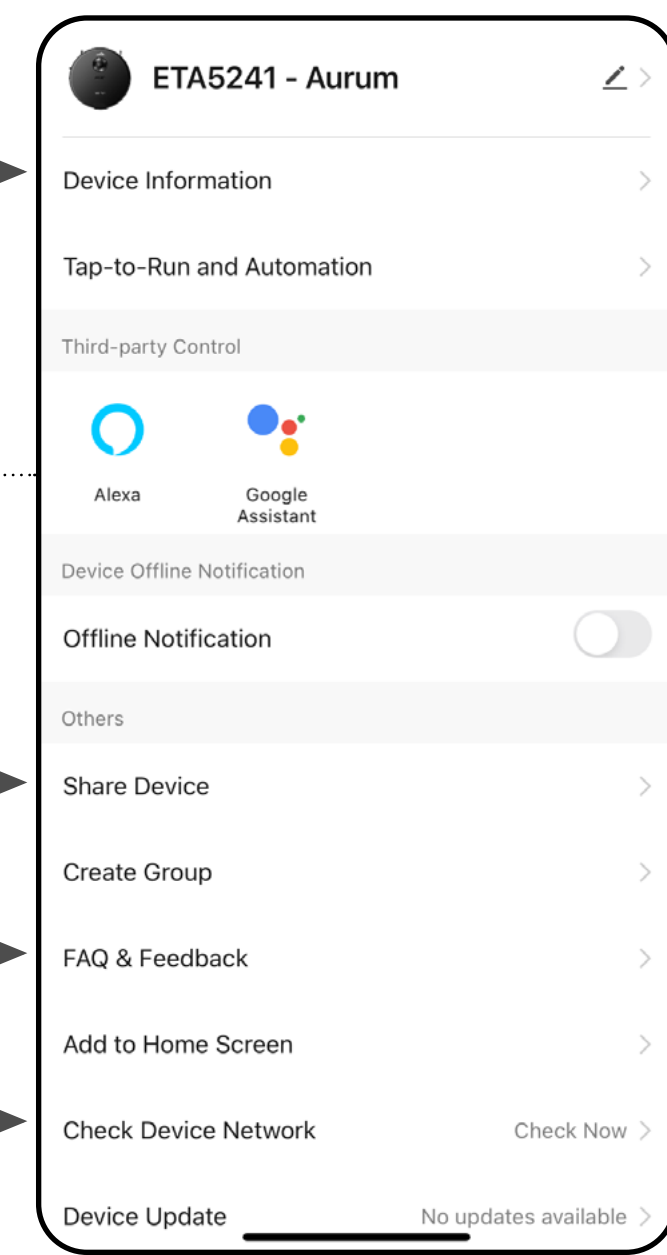 ETA5241 - Aurum
Device Information
Tap-to-Run and Automation
Third-party Control
Alexa
Google
Assistant
Device Offline Notification
Offline Notification
Others
Share Device
Create Group
FAQ & Feedback
Add to Home Screen
Check Device Network Check Now
Device Update No updates available